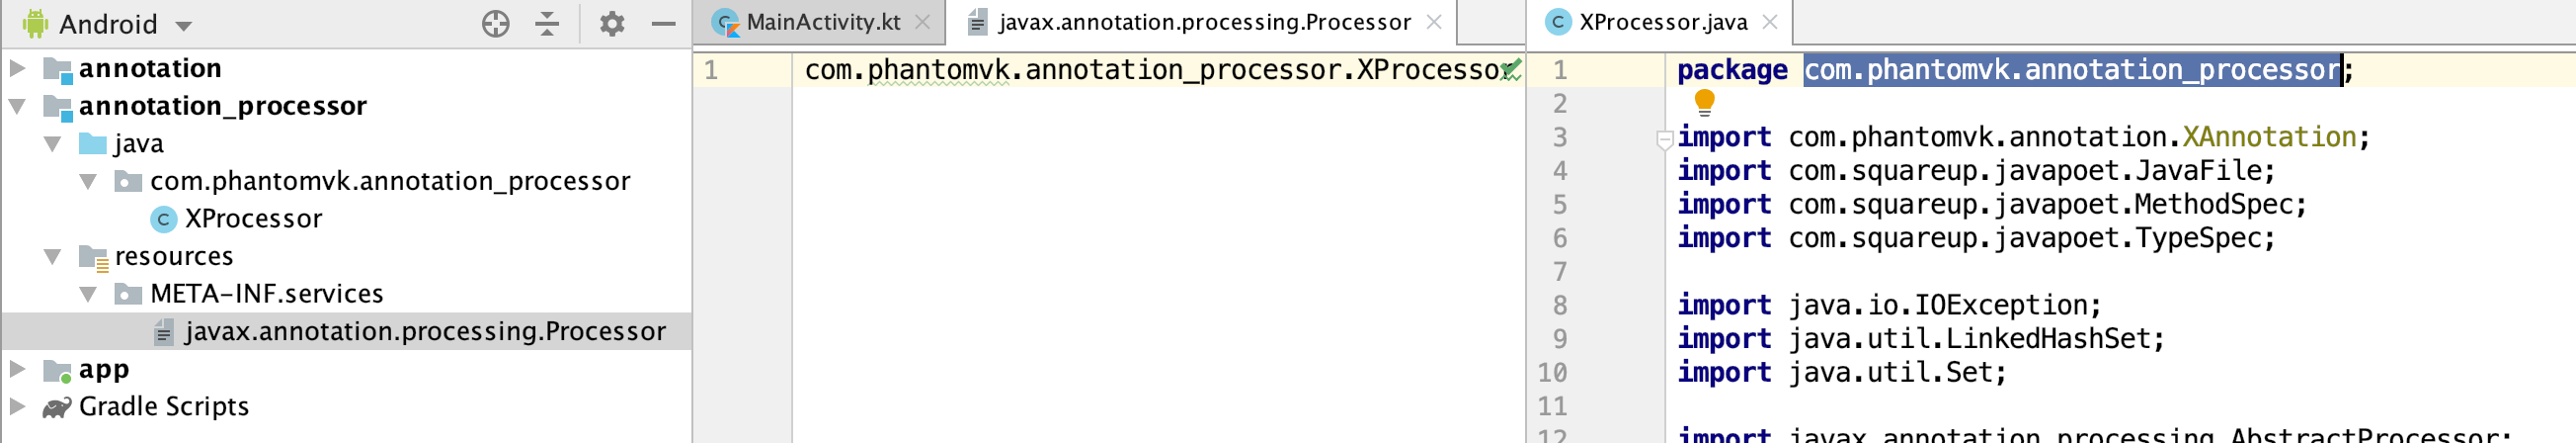 Android
annotation
annotation_processor
java
com.phantomvk.annotation_processor
XProcessor
resources
META-INF.services
javax.annotation.processing.Processor
app
Gradle Scripts
MainActivity.kt
javax.annotation.processing.Processor
1 com.phantomvk.annotation_processor.XProcessor
XProcessor.java
1 package com.phantomvk.annotation_processor;
2
3 import com.phantomvk.annotation.XAnnotation;
4 import com.squareup.javapoet.JavaFile;
5 import com.squareup.javapoet.MethodSpec;
6 import com.squareup.javapoet.TypeSpec;
7
8 import java.io.IOException;
9 import java.util.LinkedHashSet;
10 import java.util.Set;
11
12 import javax.annotation.processing.AbstractProcessor;